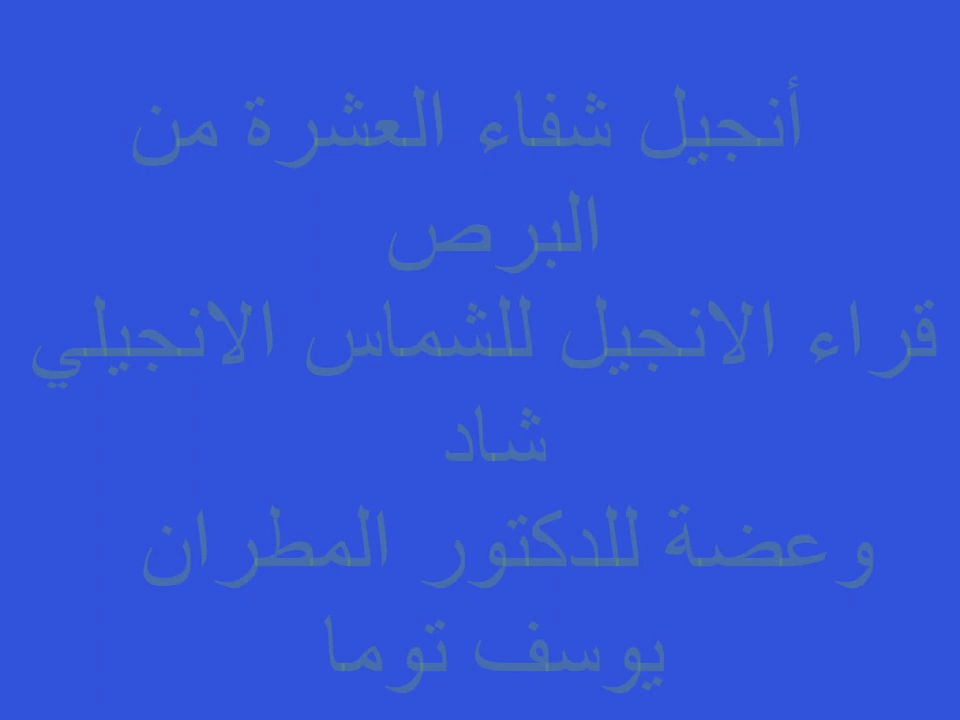 أنجيل شفاء العشرة من
البرص
قراء الانجيل للشماس الانجيلي
شاد
وعضة للدكتور المطران
يوسف توما